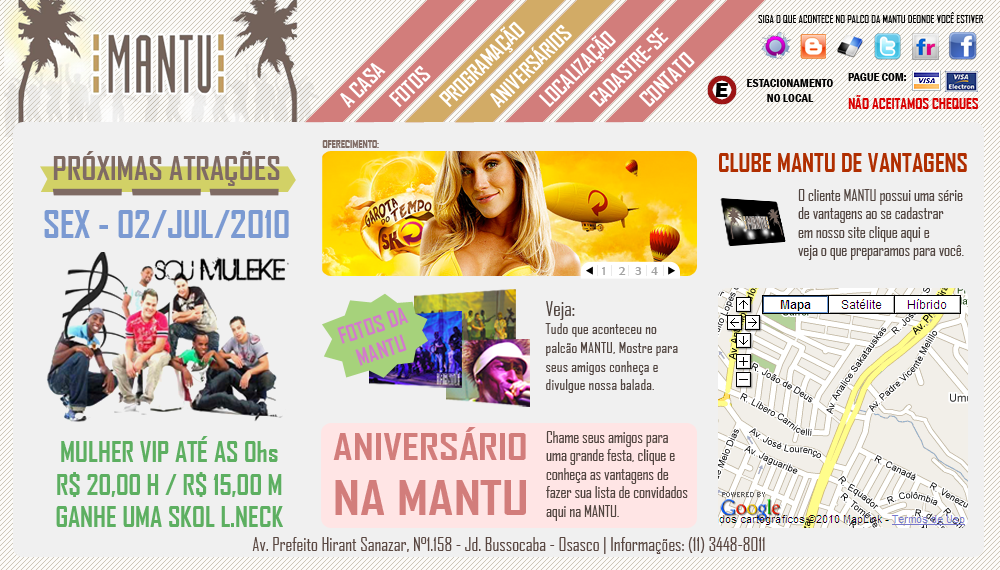 MANTU
A CASA
FOTOS
PROGRAMAÇÃO
ANIVERSÁRIOS
LOCALIZAÇÃO
CADASTRE-SE
CONTATO
SIGA O QUE ACONTECE NO PALCO DA MANTU DEONDE VOCÊ ESTIVER
fr
f
E
ESTACIONAMENTO
NO LOCAL
PAGUE COM:
VISA
VISA
Electron
NÃO ACEITAMOS CHEQUES
PRÓXIMAS ATRAÇÕES
SEX - 02/JUL/2010
SOU MULEKE
MULHER VIP ATÉ AS 0hs
R$ 20,00 H / R$ 15,00 M
GANHE UMA SKOL L.NECK
OFERECIMENTO:
GAROTA
DO TEMPO
SKOL
1 2 3 4
FOTOS DA
MANTU
Veja:
Tudo que aconteceu no
palcão MANTU, Mostre para
seus amigos conheça e
divulgue nossa balada.
ANIVERSÁRIO
NA MANTU
Chame seus amigos para
uma grande festa, clique e
conheça as vantagens de
fazer sua lista de convidados
aqui na MANTU.
CLUBE MANTU DE VANTAGENS
O cliente MANTU possui uma série
de vantagens ao se cadastrar
em nosso site clique aqui e
veja o que preparamos para você.
Mapa
Satélite
Híbrido
Av. Analice Sakatauskas
Av. Padre Vicente Melillo
R. João de Deus
R. Líbero Carnicelli
Av. José Lourenço
Av. Jaguaribe
e Melo Dias
R. Canadá
R. Venezu
R. Colômbia
R. Equador
POWERED BY
Google
dos cartográficos ©2010 MapLink - Termos de Uso
Av. Prefeito Hirant Sanazar, Nº1.158 - Jd. Bussocaba - Osasco | Informações: (11) 3448-8011